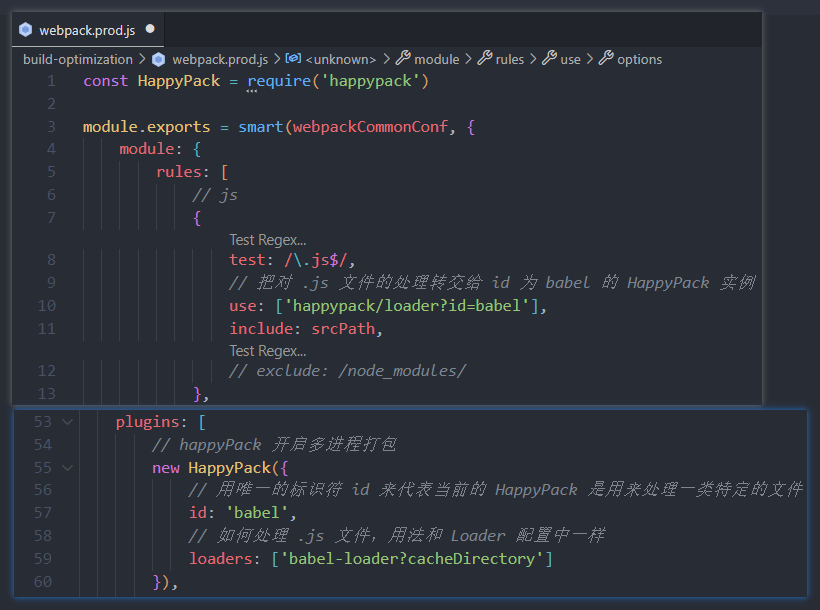 webpack.prod.js
build-optimization > webpack.prod.js > <unknown> > module > rules > use > options
1 const HappyPack = require('happypack')
2
3 module.exports = smart(webpackCommonConf, {
4 module: {
5 rules: [
6 // js
7 {
Test Regex...
8 test: /\.js$/,
9 // 把对 .js 文件的处理转交给 id 为 babel 的 HappyPack 实例
10 use: ['happypack/loader?id=babel'],
11 include: srcPath,
Test Regex...
12 // exclude: /node_modules/
13 },
53 plugins: [
54 // happyPack 开启多进程打包
55 new HappyPack({
56 // 用唯一的标识符 id 来代表当前的 HappyPack 是用来处理一类特定的文件
57 id: 'babel',
58 // 如何处理 .js 文件，用法和 Loader 配置中一样
59 loaders: ['babel-loader?cacheDirectory']
60 }),